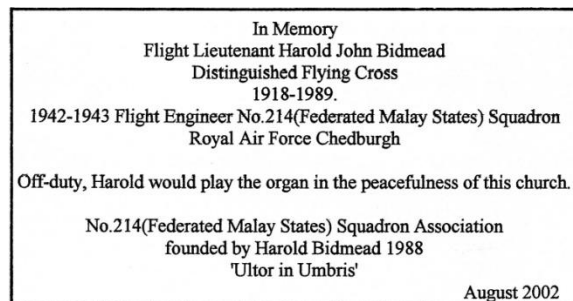 In Memory
Flight Lieutenant Harold John Bidmead
Distinguished Flying Cross
1918-1989.
1942-1943 Flight Engineer No.214(Federated Malay States) Squadron
Royal Air Force Chedburgh
Off-duty, Harold would play the organ in the peacefulness of this church.
No.214(Federated Malay States) Squadron Association
founded by Harold Bidmead 1988
'Ultor in Umbris'
August 2002